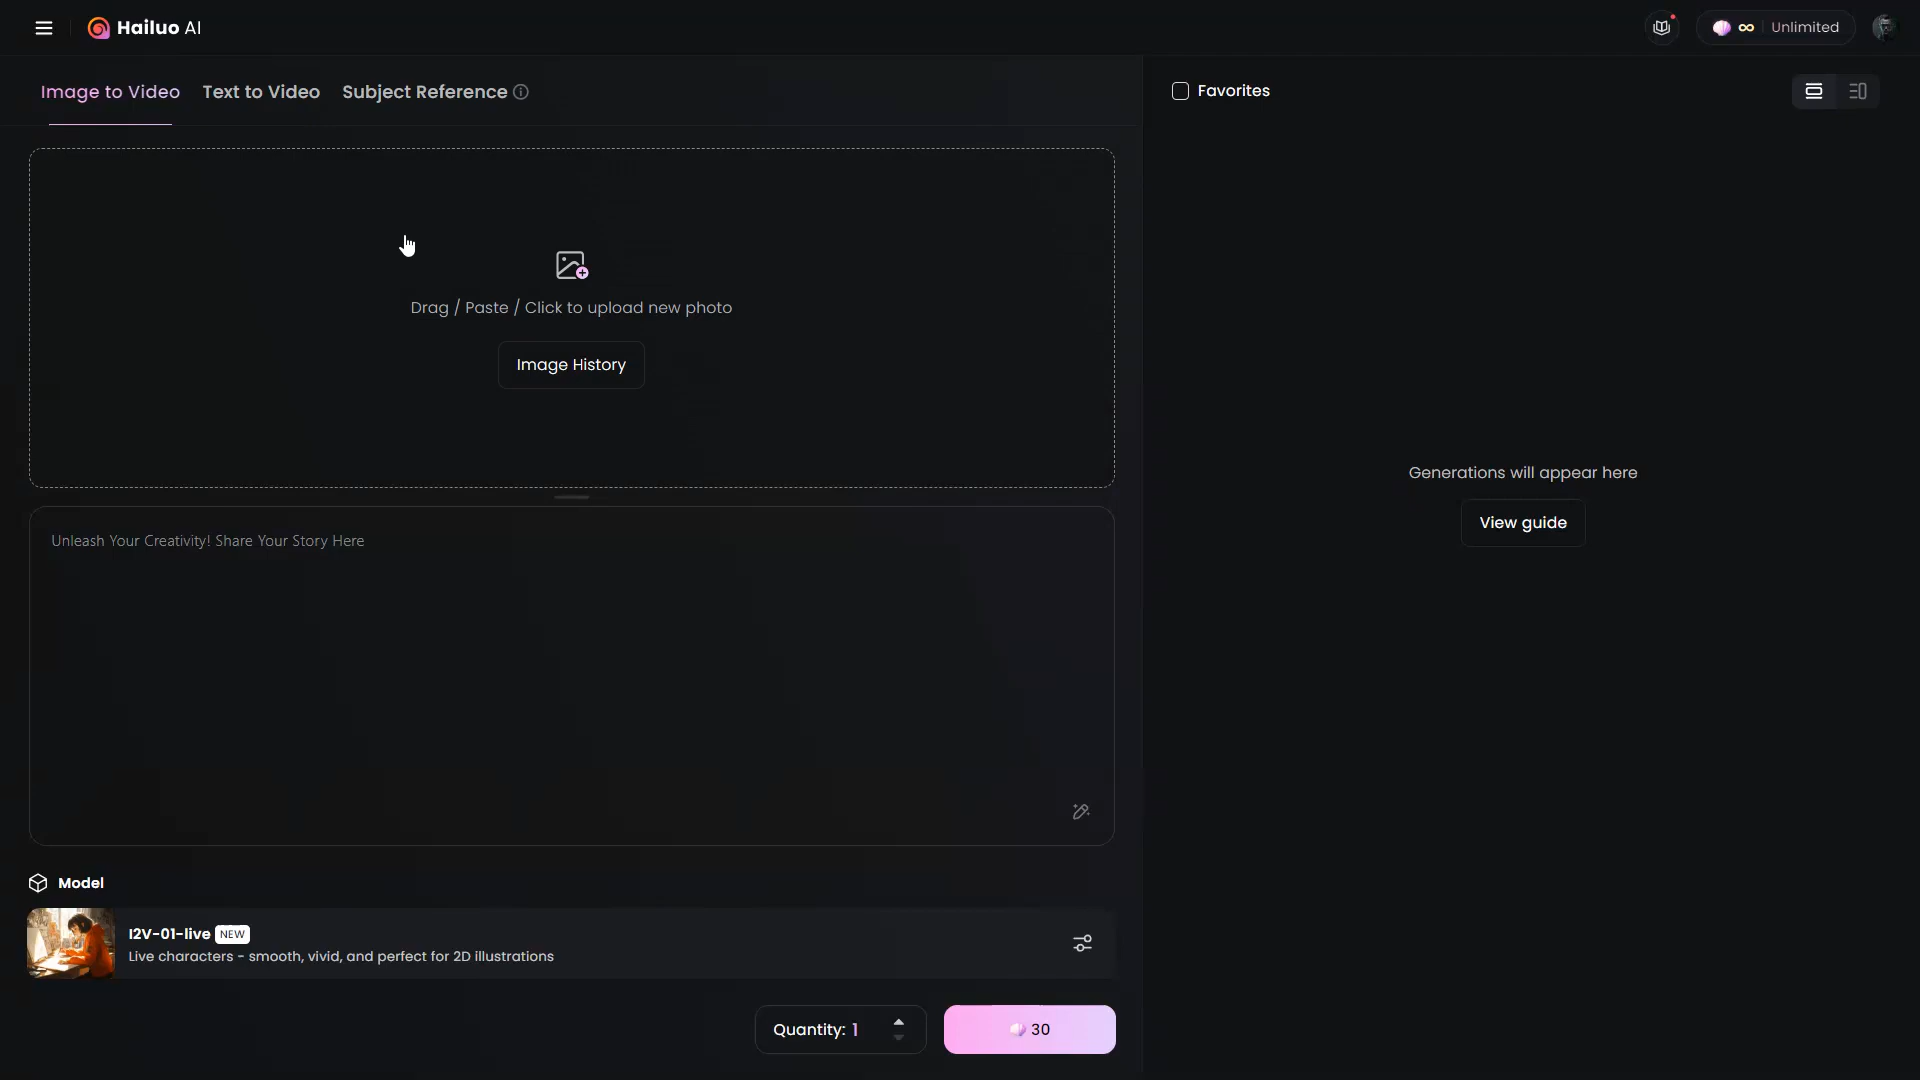 Hailuo AI
Unlimited
Image to Video
Text to Video
Subject Reference
Favorites
Drag / Paste / Click to upload new photo
Image History
Generations will appear here
View guide
Unleash Your Creativity! Share Your Story Here
Model
I2V-01-live NEW
Live characters - smooth, vivid, and perfect for 2D illustrations
Quantity: 1
30